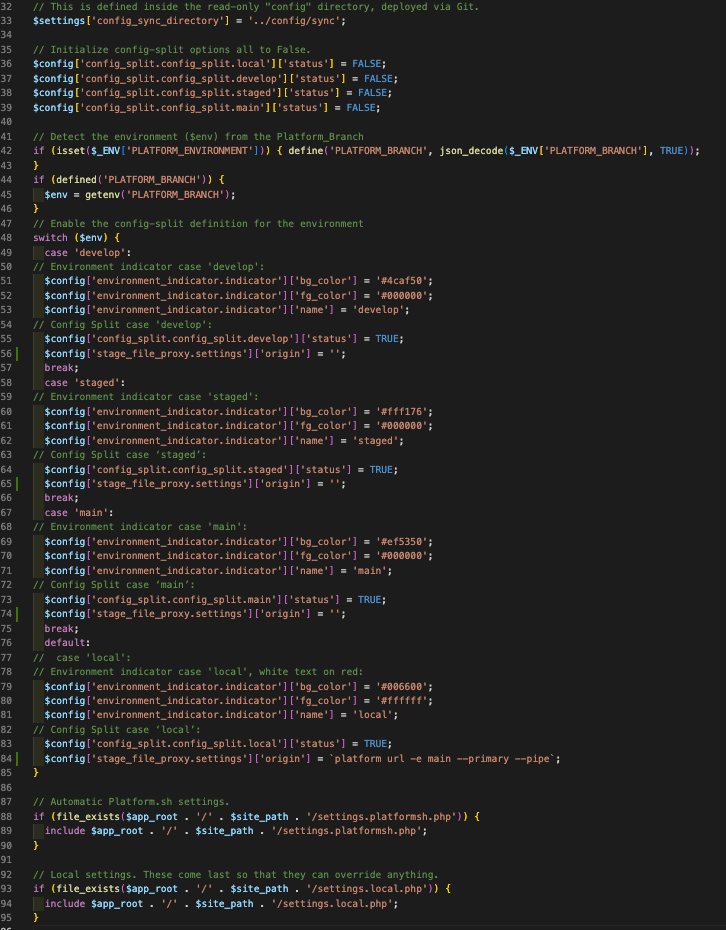 32 // This is defined inside the read-only "config" directory, deployed via Git.
33 $settings['config_sync_directory'] = '../config/sync';
34
35 // Initialize config-split options all to False.
36 $config['config_split.config_split.local']['status'] = FALSE;
37 $config['config_split.config_split.develop']['status'] = FALSE;
38 $config['config_split.config_split.staged']['status'] = FALSE;
39 $config['config_split.config_split.main']['status'] = FALSE;
40
41 // Detect the environment ($env) from the Platform_Branch
42 if (isset($_ENV['PLATFORM_ENVIRONMENT'])) { define('PLATFORM_BRANCH', json_decode($_ENV['PLATFORM_BRANCH'], TRUE));
43 }
44 if (defined('PLATFORM_BRANCH')) {
45   $env = getenv('PLATFORM_BRANCH');
46 }
47 // Enable the config-split definition for the environment
48 switch ($env) {
49   case 'develop':
50 // Environment indicator case 'develop':
51   $config['environment_indicator.indicator']['bg_color'] = '#4caf50';
52   $config['environment_indicator.indicator']['fg_color'] = '#000000';
53   $config['environment_indicator.indicator']['name'] = 'develop';
54 // Config Split case 'develop':
55   $config['config_split.config_split.develop']['status'] = TRUE;
56   $config['stage_file_proxy.settings']['origin'] = '';
57   break;
58   case 'staged':
59 // Environment indicator case 'staged':
60   $config['environment_indicator.indicator']['bg_color'] = '#fff176';
61   $config['environment_indicator.indicator']['fg_color'] = '#000000';
62   $config['environment_indicator.indicator']['name'] = 'staged';
63 // Config Split case 'staged':
64   $config['config_split.config_split.staged']['status'] = TRUE;
65   $config['stage_file_proxy.settings']['origin'] = '';
66   break;
67   case 'main':
68 // Environment indicator case 'main':
69   $config['environment_indicator.indicator']['bg_color'] = '#ef5350';
70   $config['environment_indicator.indicator']['fg_color'] = '#000000';
71   $config['environment_indicator.indicator']['name'] = 'main';
72 // Config Split case 'main':
73   $config['config_split.config_split.main']['status'] = TRUE;
74   $config['stage_file_proxy.settings']['origin'] = '';
75   break;
76   default:
77 //  case 'local':
78 // Environment indicator case 'local', white text on red:
79   $config['environment_indicator.indicator']['bg_color'] = '#006600';
80   $config['environment_indicator.indicator']['fg_color'] = '#ffffff';
81   $config['environment_indicator.indicator']['name'] = 'local';
82 // Config Split case 'local':
83   $config['config_split.config_split.local']['status'] = TRUE;
84   $config['stage_file_proxy.settings']['origin'] = `platform url -e main --primary --pipe`;
85 }
86
87 // Automatic Platform.sh settings.
88 if (file_exists($app_root . '/' . $site_path . '/settings.platformsh.php')) {
89   include $app_root . '/' . $site_path . '/settings.platformsh.php';
90 }
91
92 // Local settings. These come last so that they can override anything.
93 if (file_exists($app_root . '/' . $site_path . '/settings.local.php')) {
94   include $app_root . '/' . $site_path . '/settings.local.php';
95 }